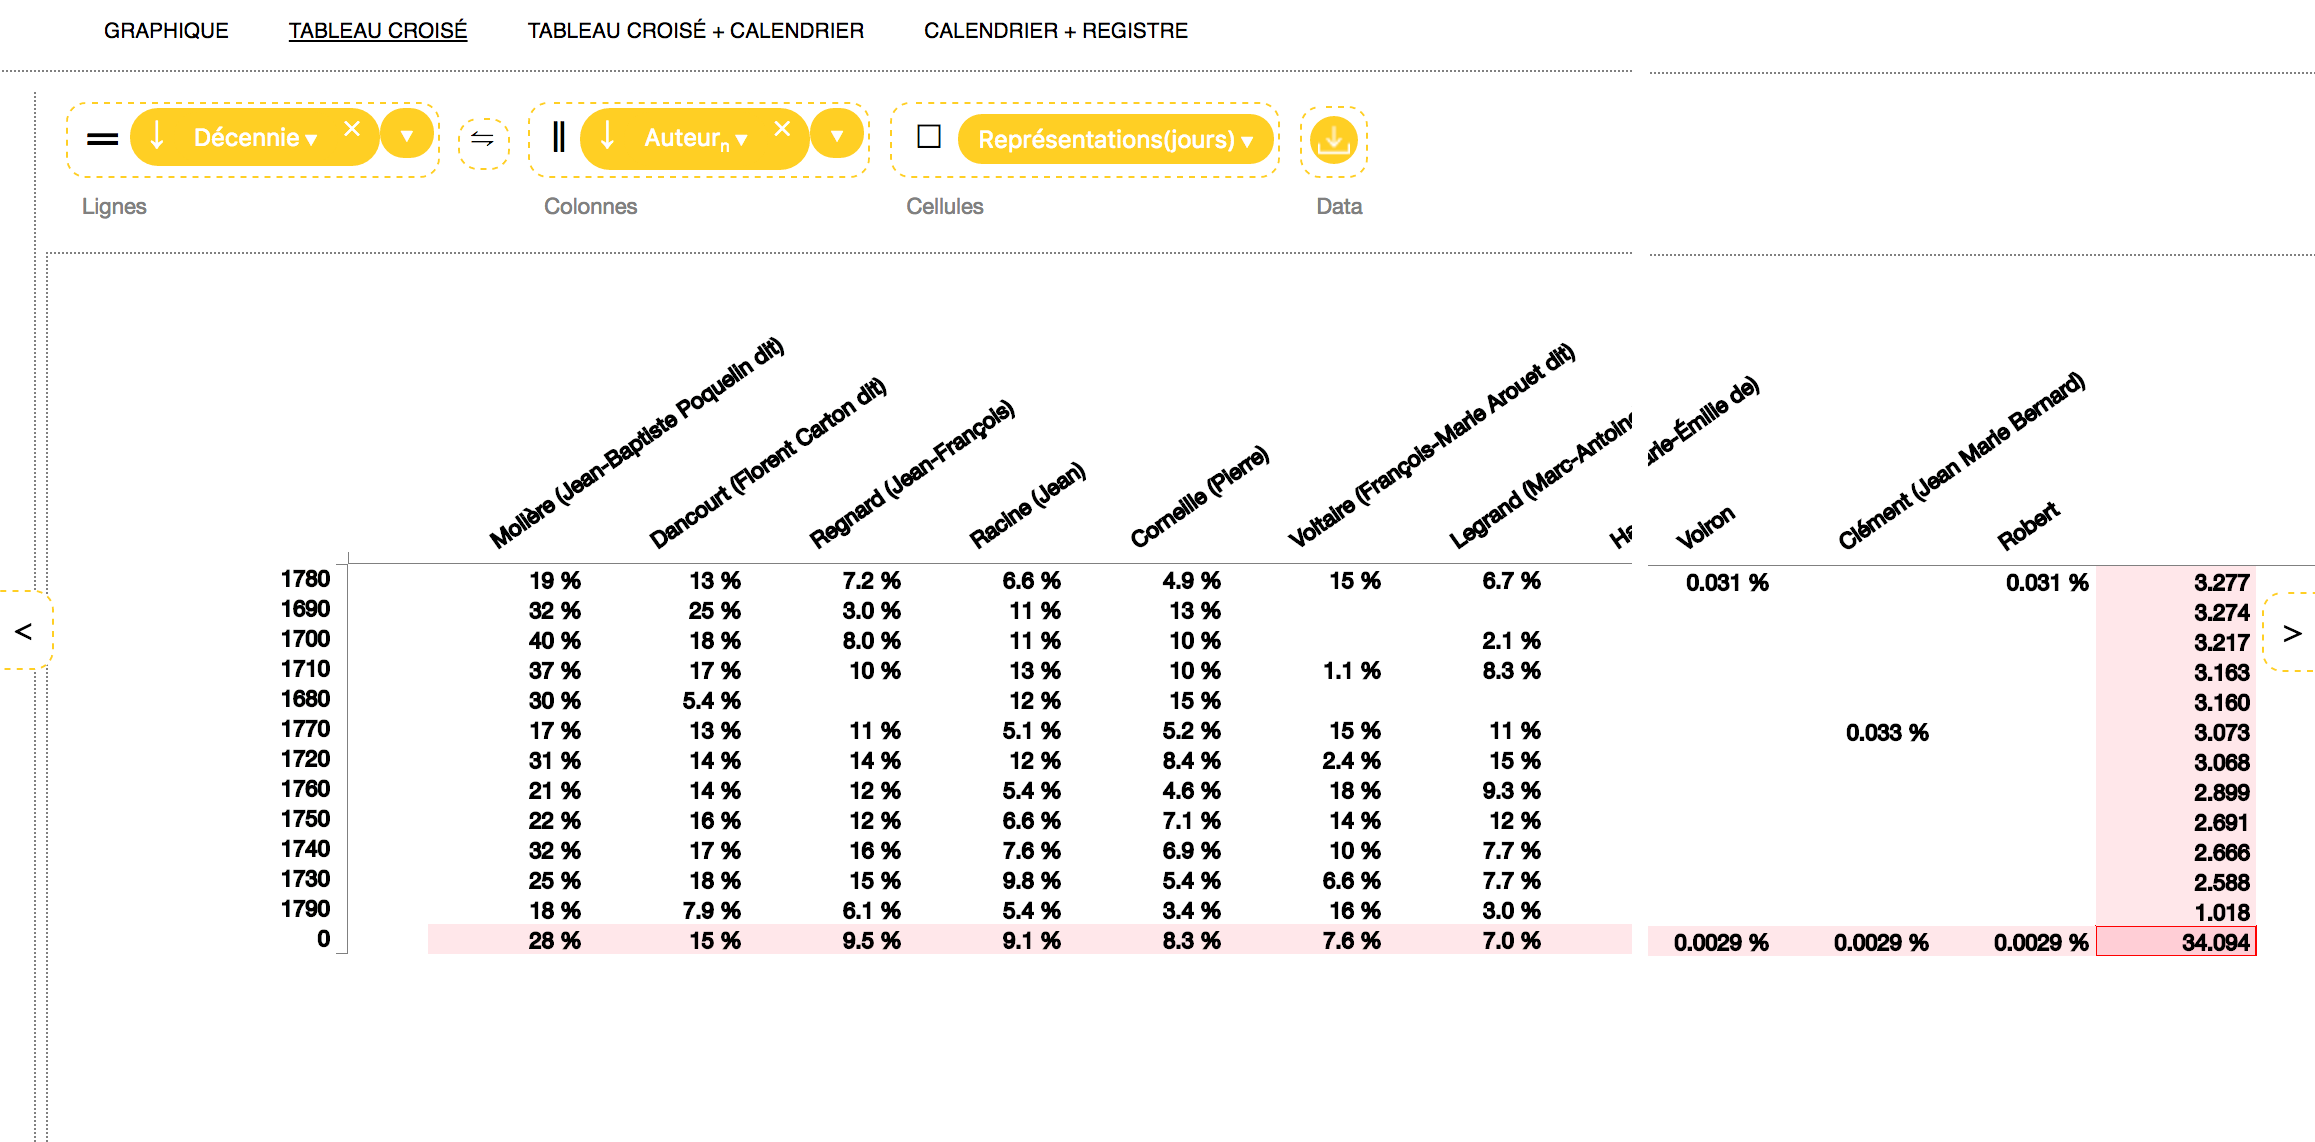 GRAPHIQUE TABLEAU CROISÉ TABLEAU CROISÉ + CALENDRIER CALENDRIER + REGISTRE
Décennie ▼ × ▼ ⇋ Auteurn ▼ × ▼ Représentations(jours) ▼
Lignes Colonnes Cellules Data
Molière (Jean-Baptiste Poquelin dit)
Dancourt (Florent Carton dit)
Regnard (Jean-François)
Racine (Jean)
Corneille (Pierre)
Voltaire (François-Marie Arouet dit)
Legrand (Marc-Antoine
Ha
rie-Émilie de)
Voiron
Clément (Jean Marie Bernard)
Robert
1780 19 % 13 % 7.2 % 6.6 % 4.9 % 15 % 6.7 % 0.031 % 0.031 % 3.277
1690 32 % 25 % 3.0 % 11 % 13 % 3.274
1700 40 % 18 % 8.0 % 11 % 10 % 2.1 % 3.217
1710 37 % 17 % 10 % 13 % 10 % 1.1 % 8.3 % 3.163
1680 30 % 5.4 % 12 % 15 % 3.160
1770 17 % 13 % 11 % 5.1 % 5.2 % 15 % 11 % 0.033 % 3.073
1720 31 % 14 % 14 % 12 % 8.4 % 2.4 % 15 % 3.068
1760 21 % 14 % 12 % 5.4 % 4.6 % 18 % 9.3 % 2.899
1750 22 % 16 % 12 % 6.6 % 7.1 % 14 % 12 % 2.691
1740 32 % 17 % 16 % 7.6 % 6.9 % 10 % 7.7 % 2.666
1730 25 % 18 % 15 % 9.8 % 5.4 % 6.6 % 7.7 % 2.588
1790 18 % 7.9 % 6.1 % 5.4 % 3.4 % 16 % 3.0 % 1.018
0 28 % 15 % 9.5 % 9.1 % 8.3 % 7.6 % 7.0 % 0.0029 % 0.0029 % 0.0029 % 34.094
< >